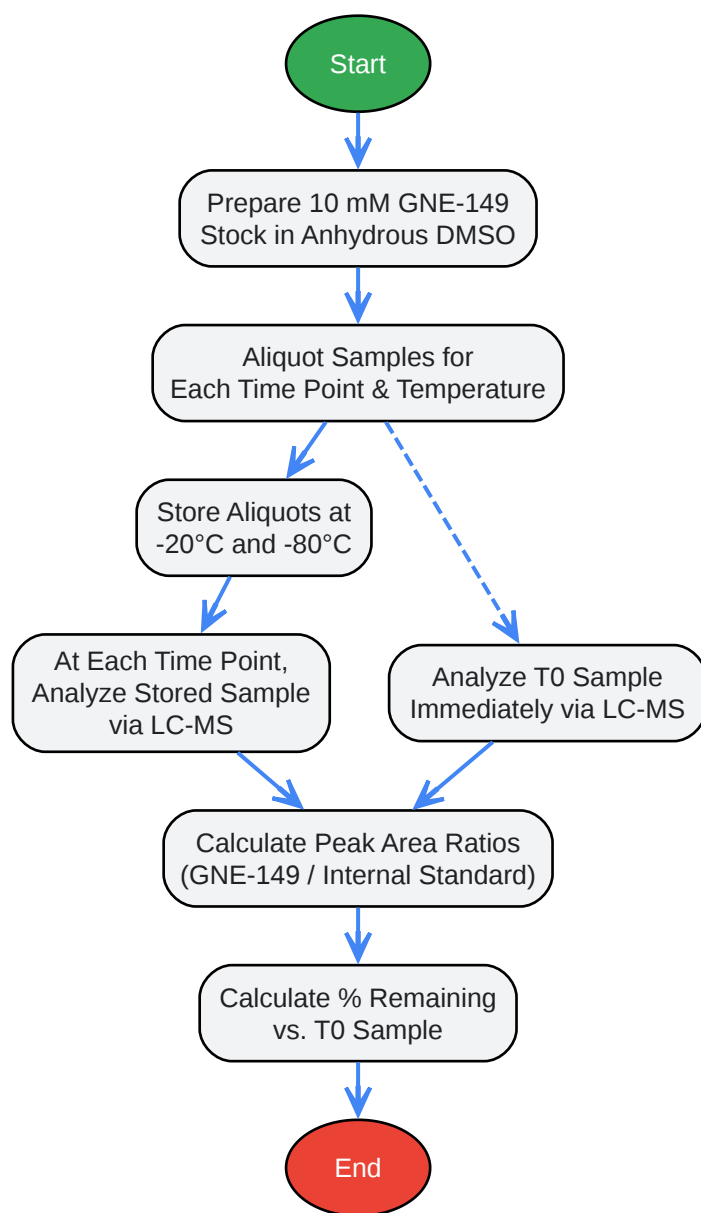 Start
Prepare 10 mM GNE-149
Stock in Anhydrous DMSO
Aliquot Samples for
Each Time Point & Temperature
Store Aliquots at
-20°C and -80°C
At Each Time Point,
Analyze Stored Sample
via LC-MS
Analyze T0 Sample
Immediately via LC-MS
Calculate Peak Area Ratios
(GNE-149 / Internal Standard)
Calculate % Remaining
vs. T0 Sample
End